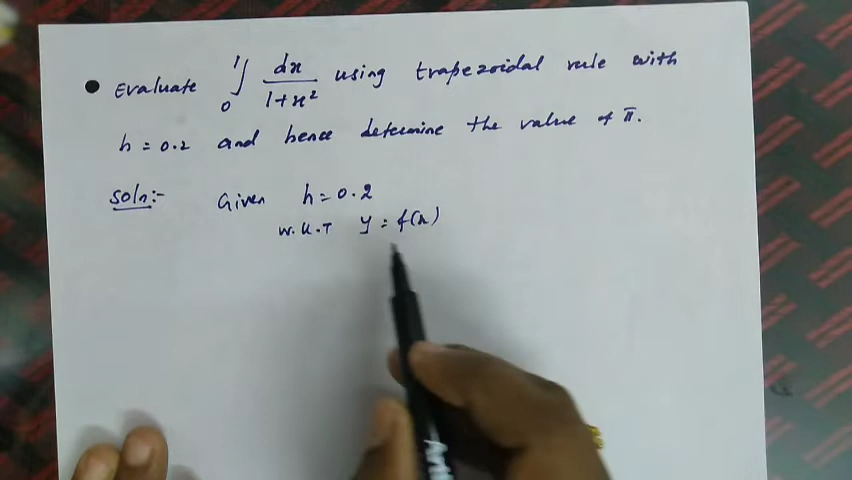 ● Evaluate ∫₀¹ dx/(1+x²) using trapezoidal rule with
h = 0.2 and hence determine the value of π.
Soln:- Given h = 0.2
W.K.T y = f(x)